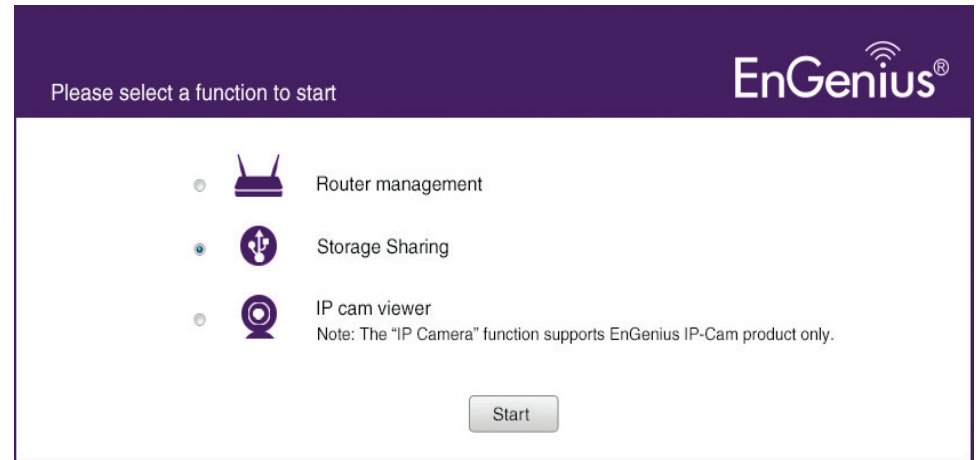 Please select a function to start
EnGenius®
Router management
Storage Sharing
IP cam viewer
Note: The “IP Camera” function supports EnGenius IP-Cam product only.
Start